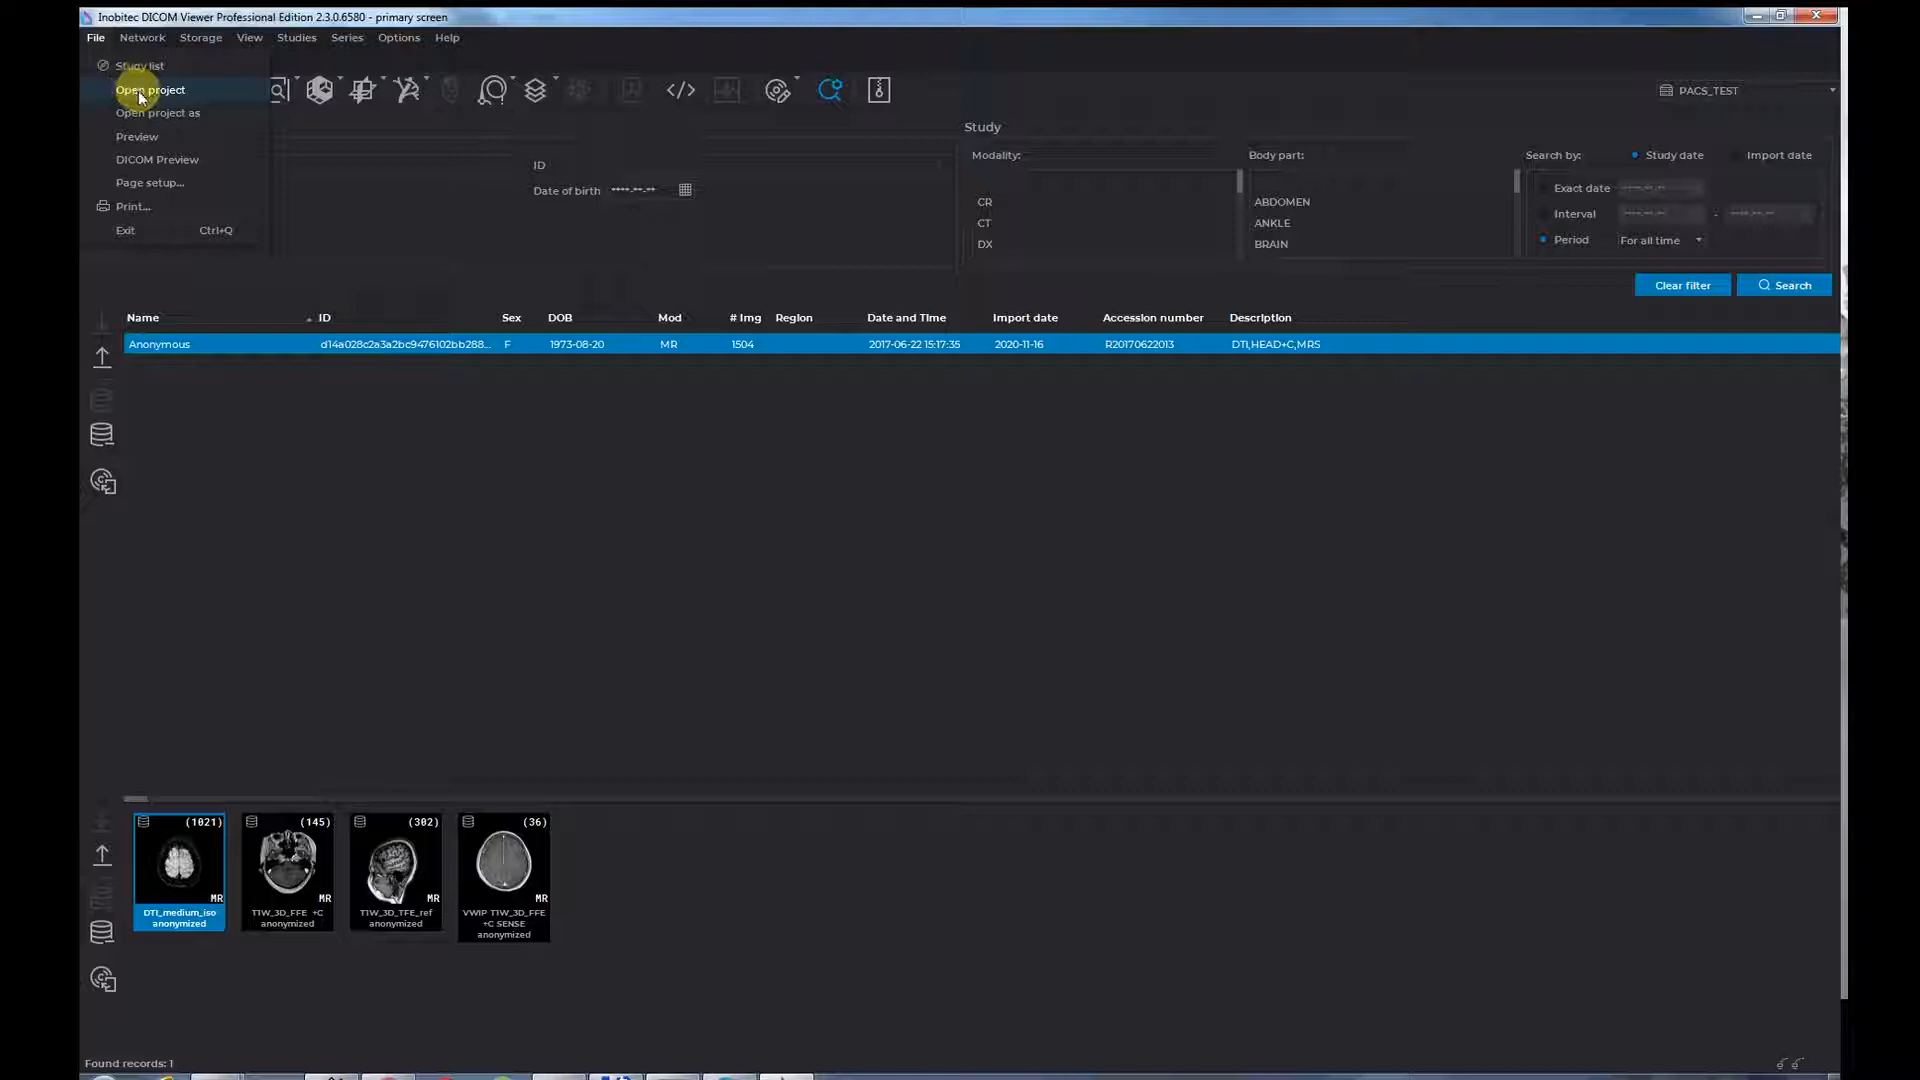 Inobitec DICOM Viewer Professional Edition 2.3.0.6580 - primary screen
File Network Storage View Studies Series Options Help
Study list
Open project
Open project as
Preview
DICOM Preview
Page setup...
Print...
Exit Ctrl+Q
PACS_TEST
ID
Date of birth ----.--.--
Study
Modality:
CR
CT
DX
Body part:
ABDOMEN
ANKLE
BRAIN
Search by: Study date Import date
Exact date ----.--.--
Interval ----.--.-- - ----.--.--
Period For all time
Clear filter Search
Name ID Sex DOB Mod # Img Region Date and Time Import date Accession number Description
Anonymous d14a028c2a3a2bc9476102bb288... F 1973-08-20 MR 1504 2017-06-22 15:17:35 2020-11-16 R20170622013 DTI,HEAD+C,MRS
(1021)
MR
DTI_medium_iso
anonymized
(145)
MR
T1W_3D_FFE +C
anonymized
(302)
MR
T1W_3D_TFE_ref
anonymized
(36)
MR
VWIP T1W_3D_FFE
+C SENSE
anonymized
Found records: 1